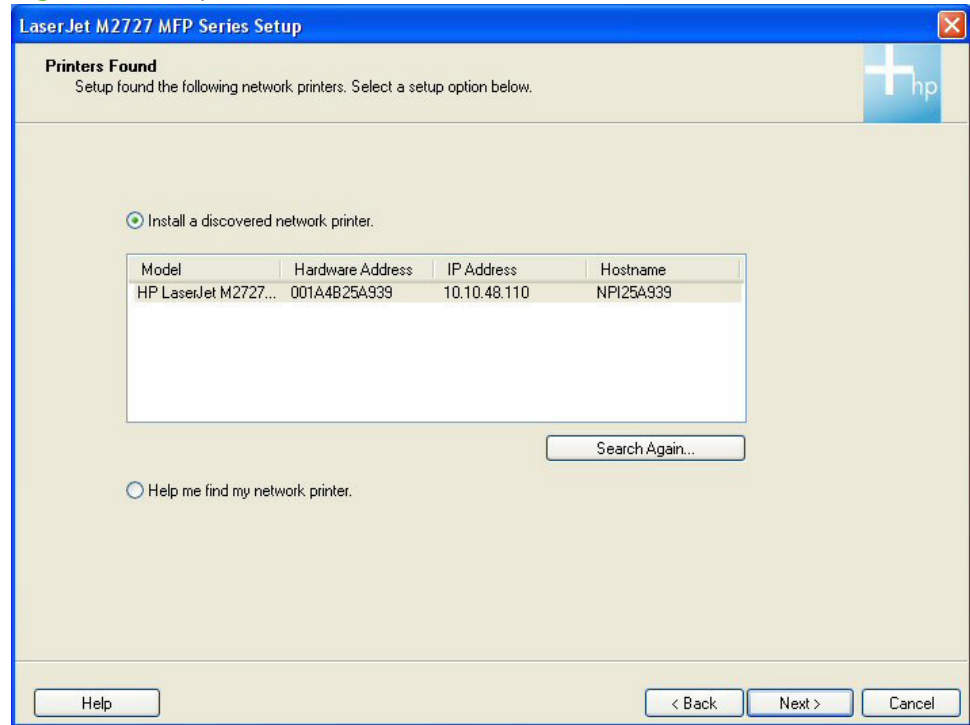 LaserJet M2727 MFP Series Setup
Printers Found
Setup found the following network printers. Select a setup option below.
hp
Install a discovered network printer.
Model Hardware Address IP Address Hostname
HP LaserJet M2727... 001A4B25A939 10.10.48.110 NPI25A939
Search Again...
Help me find my network printer.
Help < Back Next > Cancel